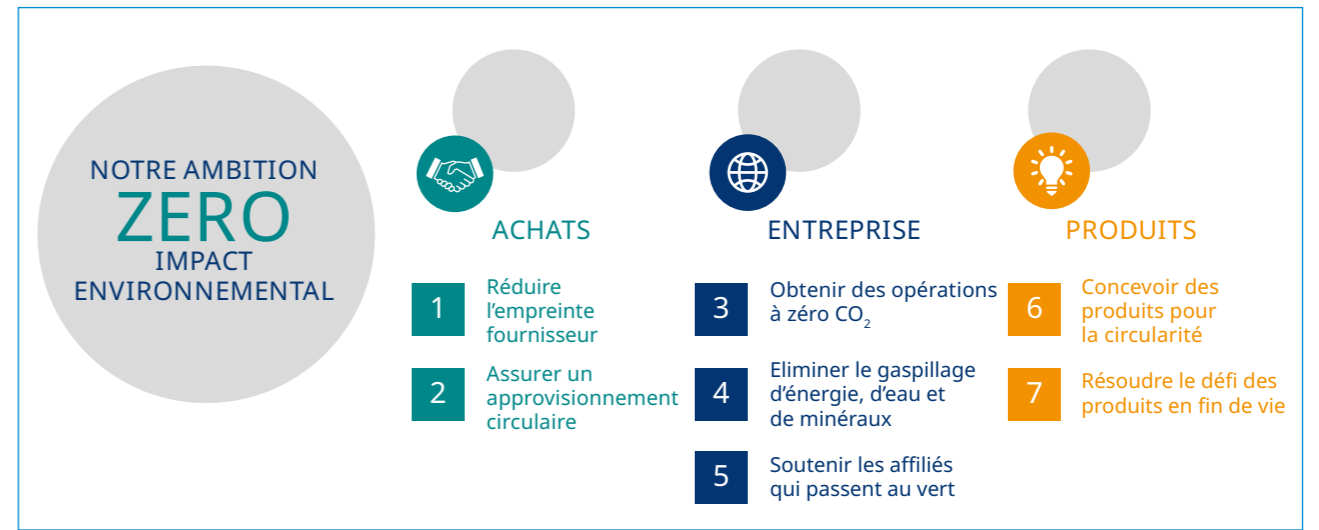 NOTRE AMBITION
ZERO
IMPACT
ENVIRONNEMENTAL
ACHATS
1
Réduire
l’empreinte
fournisseur
2
Assurer un
approvisionnement
circulaire
ENTREPRISE
3
Obtenir des opérations
à zéro CO₂
4
Eliminer le gaspillage
d’énergie, d’eau et
de minéraux
5
Soutenir les affiliés
qui passent au vert
PRODUITS
6
Concevoir des
produits pour
la circularité
7
Résoudre le défi des
produits en fin de vie